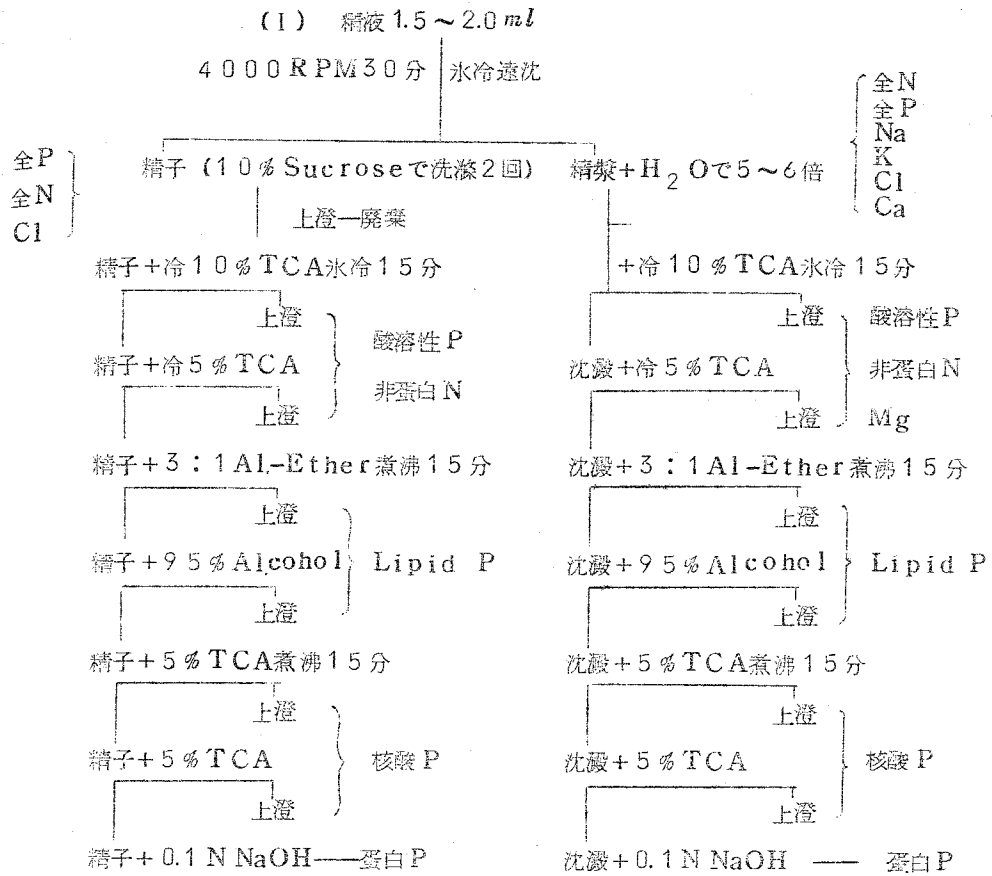 (I) 精液1.5～2.0ml
4000RPM30分 氷冷遠沈
全N
全P
Na
K
Cl
Ca
全P
全N
Cl
精子(10%Sucroseで洗滌2回)
精漿+H₂Oで5～6倍
上澄—廃棄
精子+冷10%TCA氷冷15分
+冷10%TCA氷冷15分
上澄
酸溶性P
上澄
酸溶性P
精子+冷5%TCA
非蛋白N
沈澱+冷5%TCA
非蛋白N
上澄
上澄
Mg
精子+3:1Al-Ether煮沸15分
沈澱+3:1Al-Ether煮沸15分
上澄
上澄
精子+95%Alcohol
Lipid P
沈澱+95%Alcohol
Lipid P
上澄
上澄
精子+5%TCA煮沸15分
沈澱+5%TCA煮沸15分
上澄
上澄
精子+5%TCA
核酸P
沈澱+5%TCA
核酸P
上澄
上澄
精子+0.1N NaOH——蛋白P
沈澱+0.1N NaOH —— 蛋白P